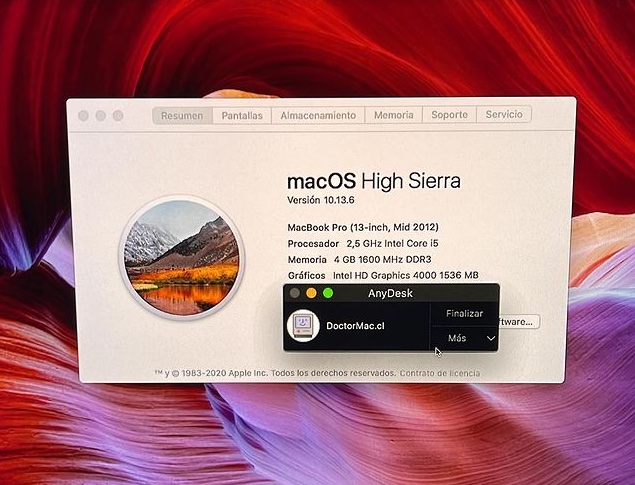 Resumen Pantallas Almacenamiento Memoria Soporte Servicio
macOS High Sierra
Versión 10.13.6
MacBook Pro (13-inch, Mid 2012)
Procesador 2,5 GHz Intel Core i5
Memoria 4 GB 1600 MHz DDR3
Gráficos Intel HD Graphics 4000 1536 MB
AnyDesk
Finalizar
DoctorMac.cl
Más
ftware...
™ y © 1983-2020 Apple Inc. Todos los derechos reservados. Contrato de licencia